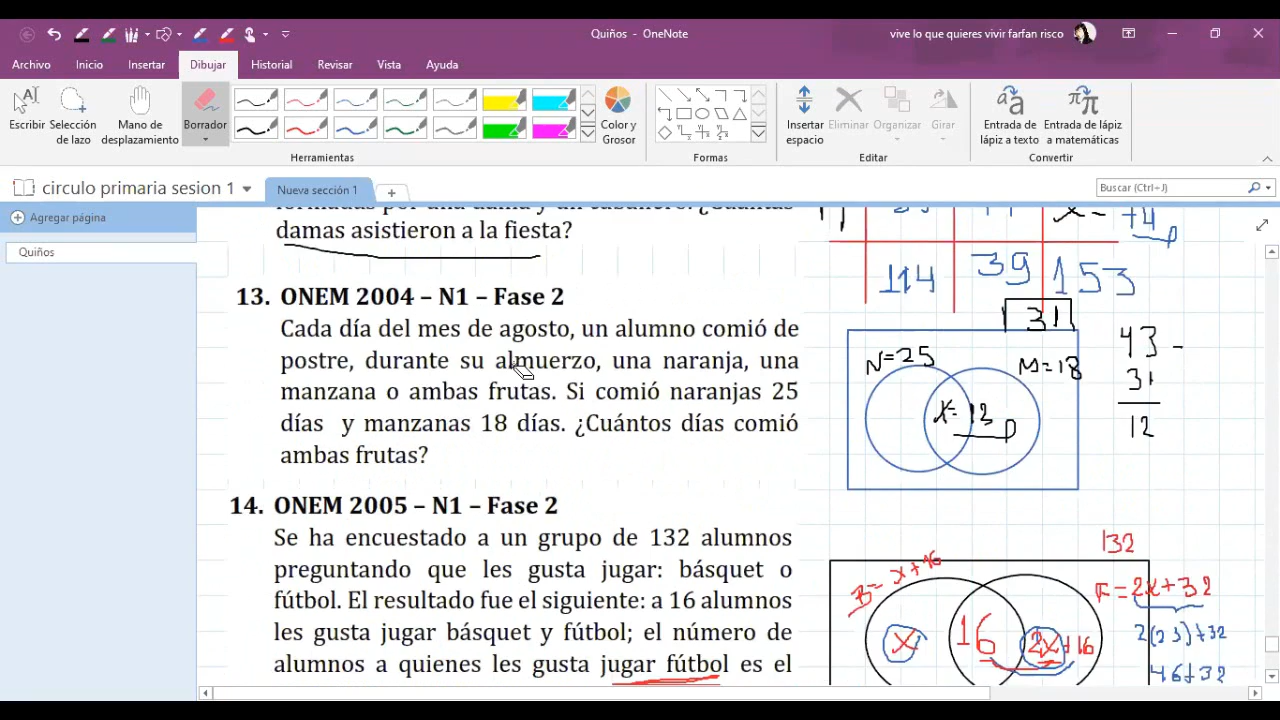 Quiños - OneNote
vive lo que quieres vivir farfan risco
Archivo Inicio Insertar Dibujar Historial Revisar Vista Ayuda
Escribir
Selección de lazo
Mano de desplazamiento
Borrador
Color y Grosor
Insertar espacio
Eliminar
Organizar
Girar
Entrada de lápiz a texto
Entrada de lápiz a matemáticas
Herramientas
Formas
Editar
Convertir
circulo primaria sesion 1
Nueva sección 1
Buscar (Ctrl+J)
Agregar página
Quiños
damas asistieron a la fiesta?
13. ONEM 2004 – N1 – Fase 2
Cada día del mes de agosto, un alumno comió de
postre, durante su almuerzo, una naranja, una
manzana o ambas frutas. Si comió naranjas 25
días y manzanas 18 días. ¿Cuántos días comió
ambas frutas?
14. ONEM 2005 – N1 – Fase 2
Se ha encuestado a un grupo de 132 alumnos
preguntando que les gusta jugar: básquet o
fútbol. El resultado fue el siguiente: a 16 alumnos
les gusta jugar básquet y fútbol; el número de
alumnos a quienes les gusta jugar fútbol es el
x = 74
114 39 153
31
N=25
M=18
x=12
43 -
31
12
132
B= x+16
F=2x+32
x
16
2x+16
2(23)+32
46+32